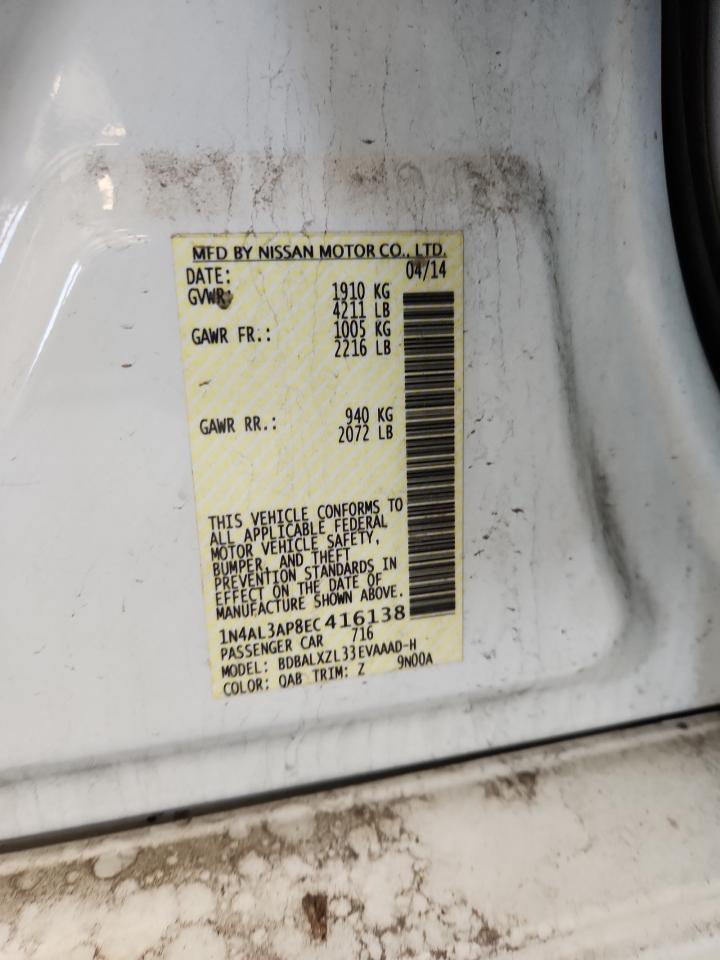 MFD BY NISSAN MOTOR CO., LTD.
DATE: 04/14
GVWR: 1910 KG
4211 LB
GAWR FR.: 1005 KG
2216 LB
GAWR RR.: 940 KG
2072 LB
THIS VEHICLE CONFORMS TO
ALL APPLICABLE FEDERAL
MOTOR VEHICLE SAFETY,
BUMPER, AND THEFT
PREVENTION STANDARDS IN
EFFECT ON THE DATE OF
MANUFACTURE SHOWN ABOVE.
1N4AL3AP8EC416138
PASSENGER CAR 716
MODEL: BDBALXZL33EVAAAD-H
COLOR: QAB TRIM: Z 9N00A